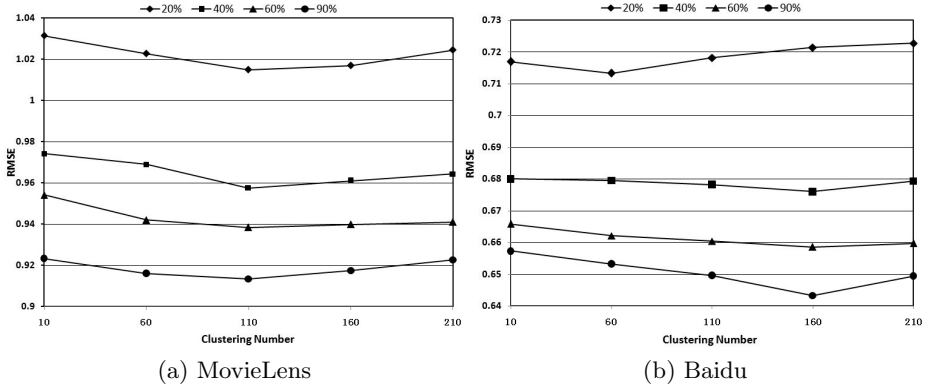 20% 40% 60% 90%
1.04
1.02
1
0.98
0.96
0.94
0.92
0.9
RMSE
10 60 110 160 210
Clustering Number
(a) MovieLens
20% 40% 60% 90%
0.73
0.72
0.71
0.7
0.69
0.68
0.67
0.66
0.65
0.64
RMSE
10 60 110 160 210
Clustering Number
(b) Baidu